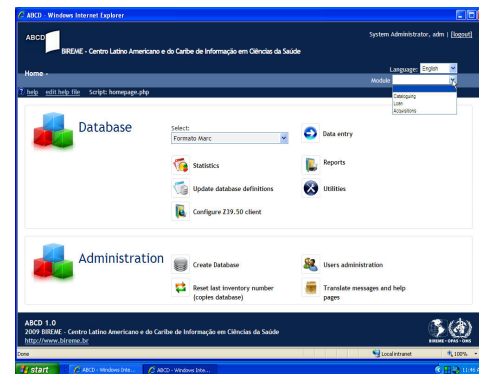 ABCD - Windows Internet Explorer
ABCD
System Administrator, adm | [logout]
BIREME - Centro Latino Americano e do Caribe de Informação em Ciências da Saúde
Language: English
Home -
Module
Cataloguing
Loan
Acquisitions
? help edit help file Script: homepage.php
Database
Select:
Formato Marc
Data entry
Statistics
Reports
Update database definitions
Utilities
Configure Z39.50 client
Administration
Create Database
Users administration
Reset last inventory number
(copies database)
Translate messages and help
pages
ABCD 1.0
2009 BIREME - Centro Latino Americano e do Caribe de Informação em Ciências da Saúde
http://www.bireme.br
BIREME - OPAS - OMS
Done
Local intranet
100%
start
ABCD - Windows Inte...
ABCD - Windows Inte...